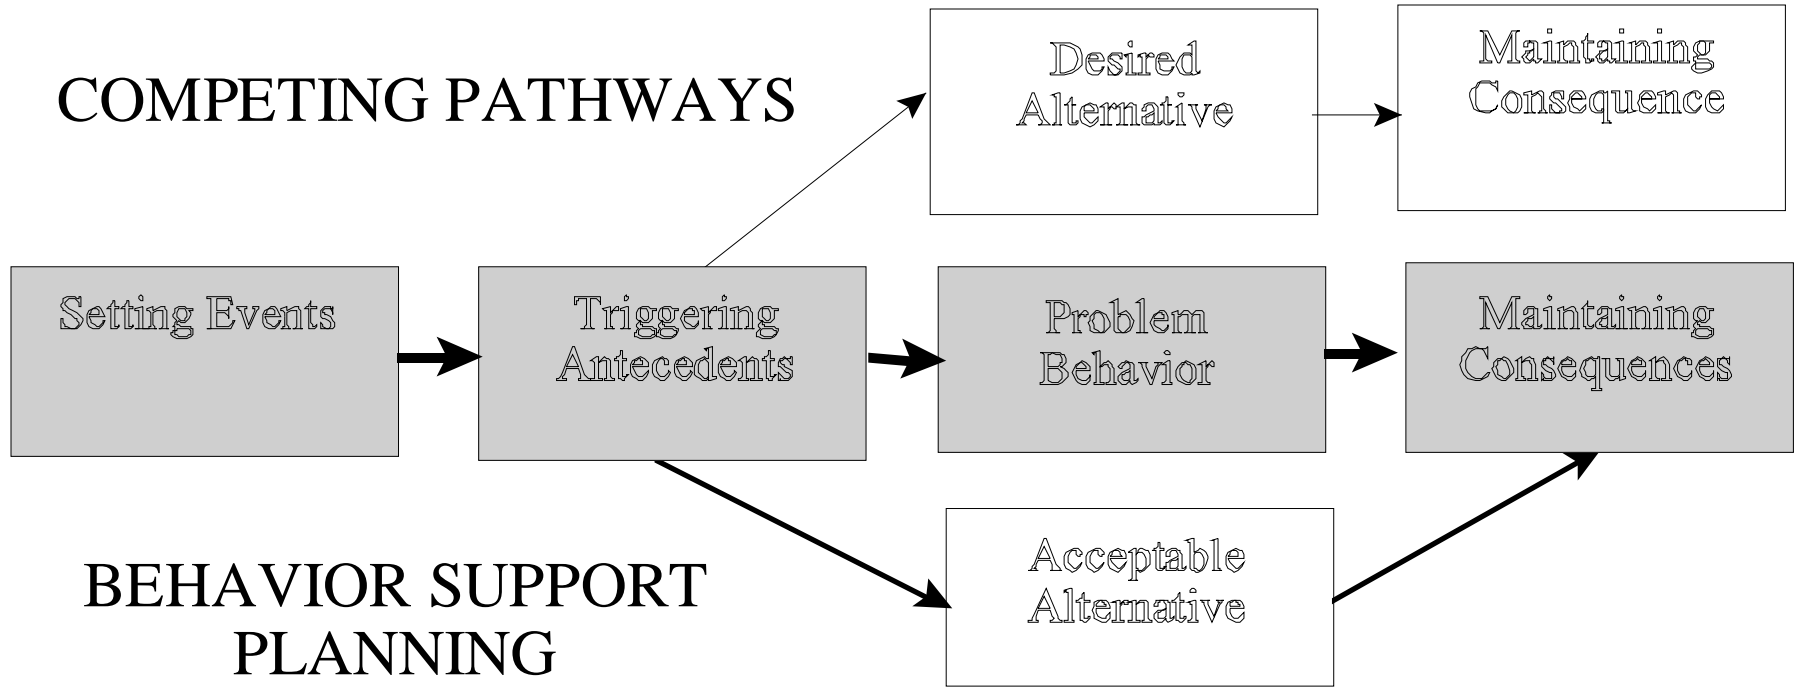 COMPETING PATHWAYS
Desired
Alternative
Maintaining
Consequence
Setting Events
Triggering
Antecedents
Problem
Behavior
Maintaining
Consequences
Acceptable
Alternative
BEHAVIOR SUPPORT
PLANNING